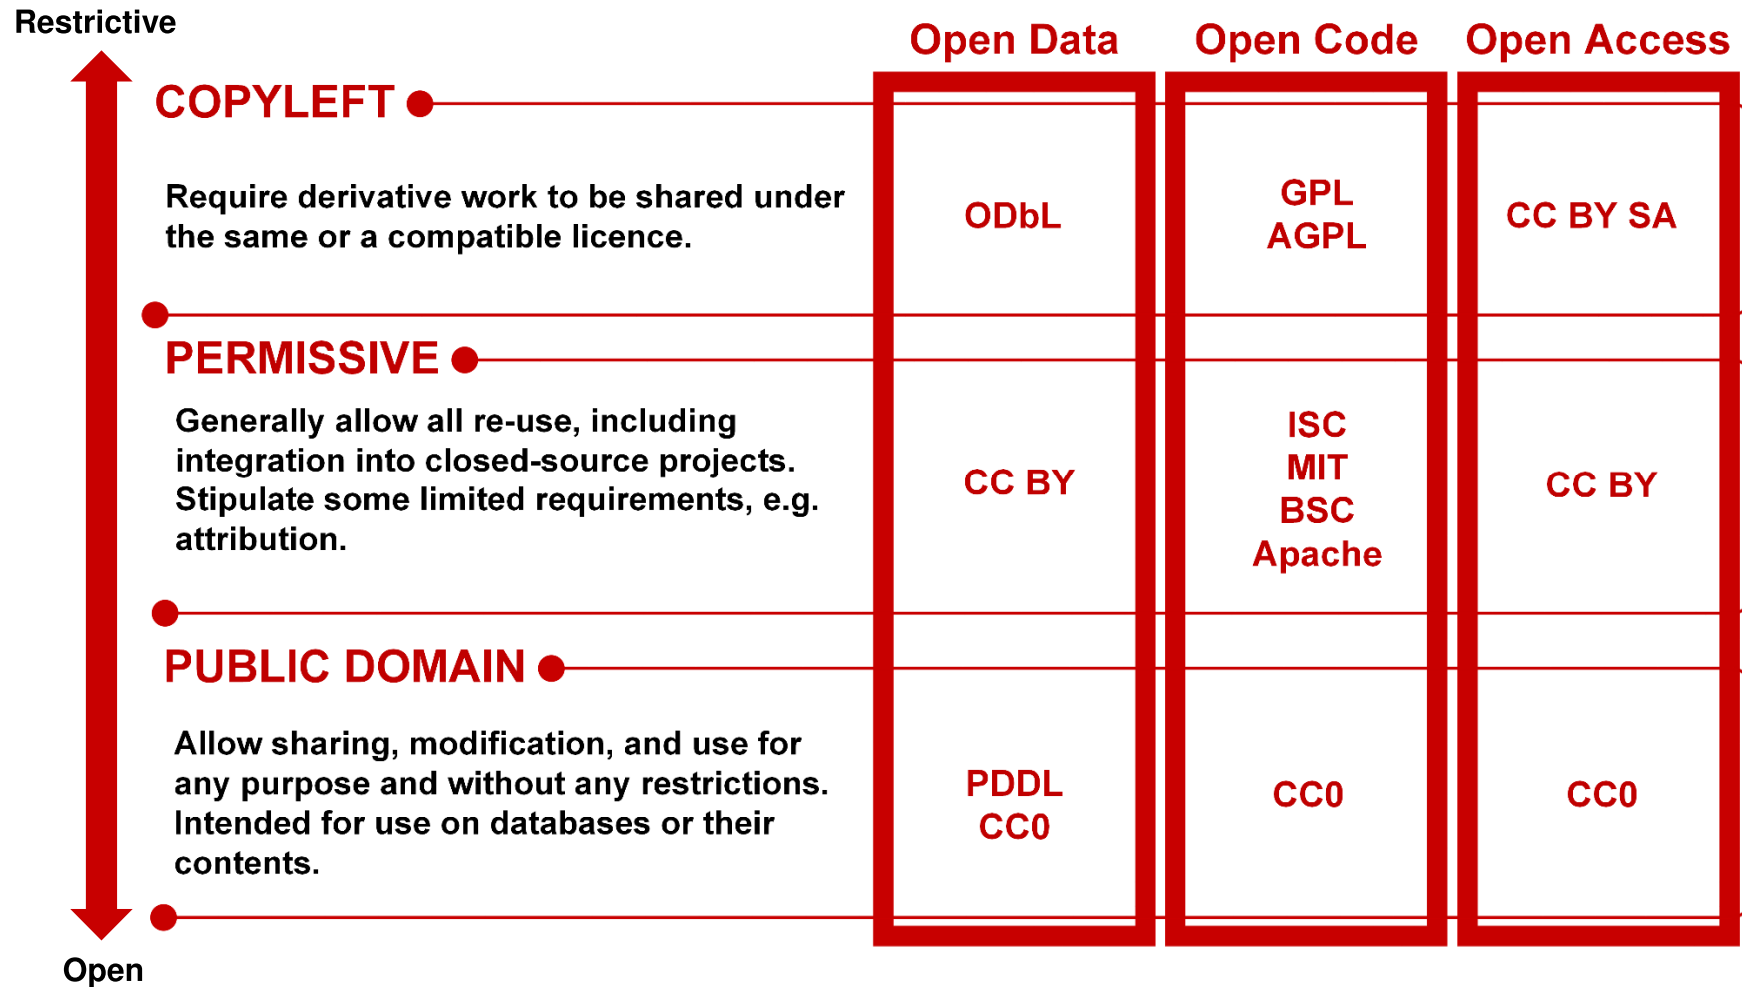 Restrictive
Open Data
Open Code
Open Access
COPYLEFT
Require derivative work to be shared under
the same or a compatible licence.
ODbL
GPL
AGPL
CC BY SA
PERMISSIVE
Generally allow all re-use, including
integration into closed-source projects.
Stipulate some limited requirements, e.g.
attribution.
CC BY
ISC
MIT
BSC
Apache
CC BY
PUBLIC DOMAIN
Allow sharing, modification, and use for
any purpose and without any restrictions.
Intended for use on databases or their
contents.
PDDL
CC0
CC0
CC0
Open